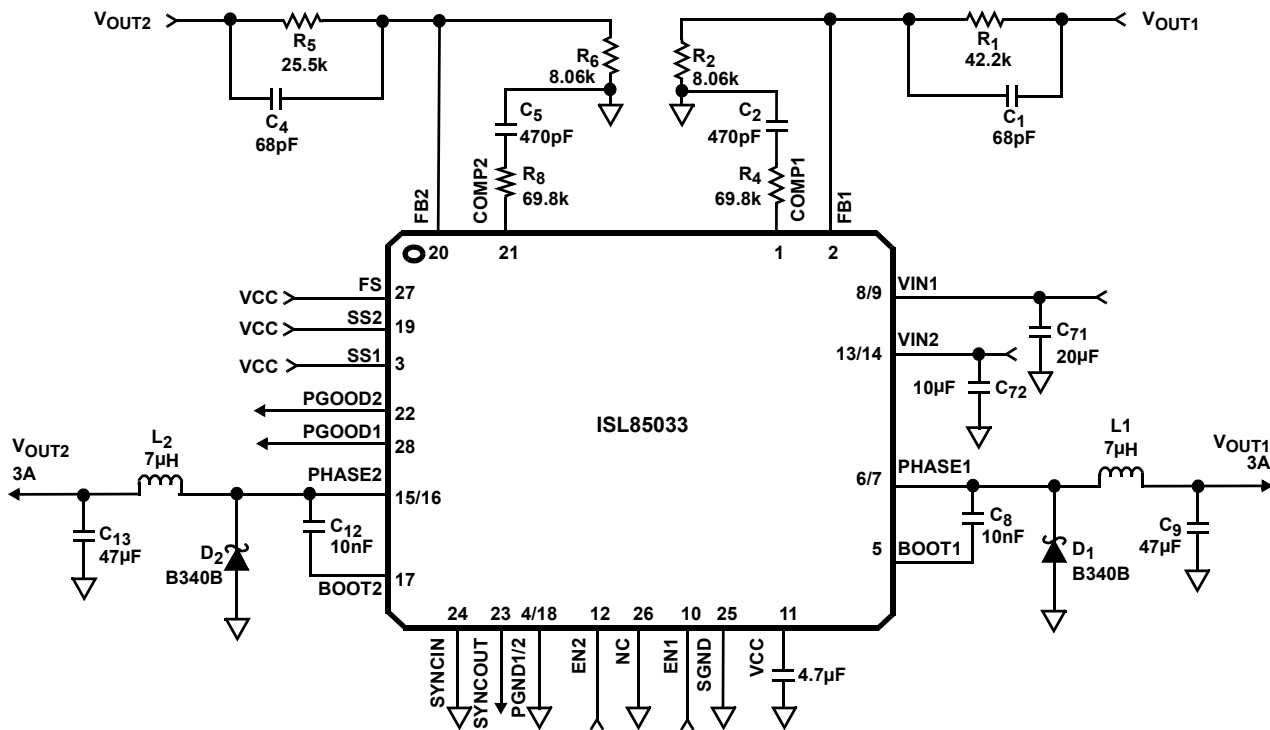 VOUT2
R5
25.5k
C4
68pF
R6
8.06k
C5
470pF
R8
69.8k
COMP2
FB2
R2
8.06k
C2
470pF
R4
69.8k
COMP1
FB1
R1
42.2k
C1
68pF
VOUT1
20
21
1
2
VCC
FS
27
VCC
SS2
19
VCC
SS1
3
PGOOD2
22
PGOOD1
28
PHASE2
15/16
BOOT2
17
VOUT2
3A
L2
7µH
C13
47µF
D2
B340B
C12
10nF
ISL85033
8/9
VIN1
C71
20µF
13/14
VIN2
10µF
C72
6/7
PHASE1
5
BOOT1
C8
10nF
D1
B340B
L1
7µH
C9
47µF
VOUT1
3A
24
23
4/18
12
26
10
25
11
SYNCIN
SYNCOUT
PGND1/2
EN2
NC
EN1
SGND
VCC
4.7µF